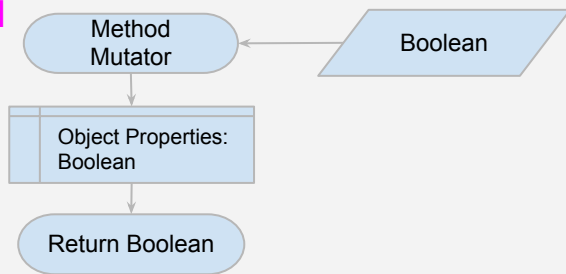 Method
Mutator
Boolean
Object Properties:
Boolean
Return Boolean